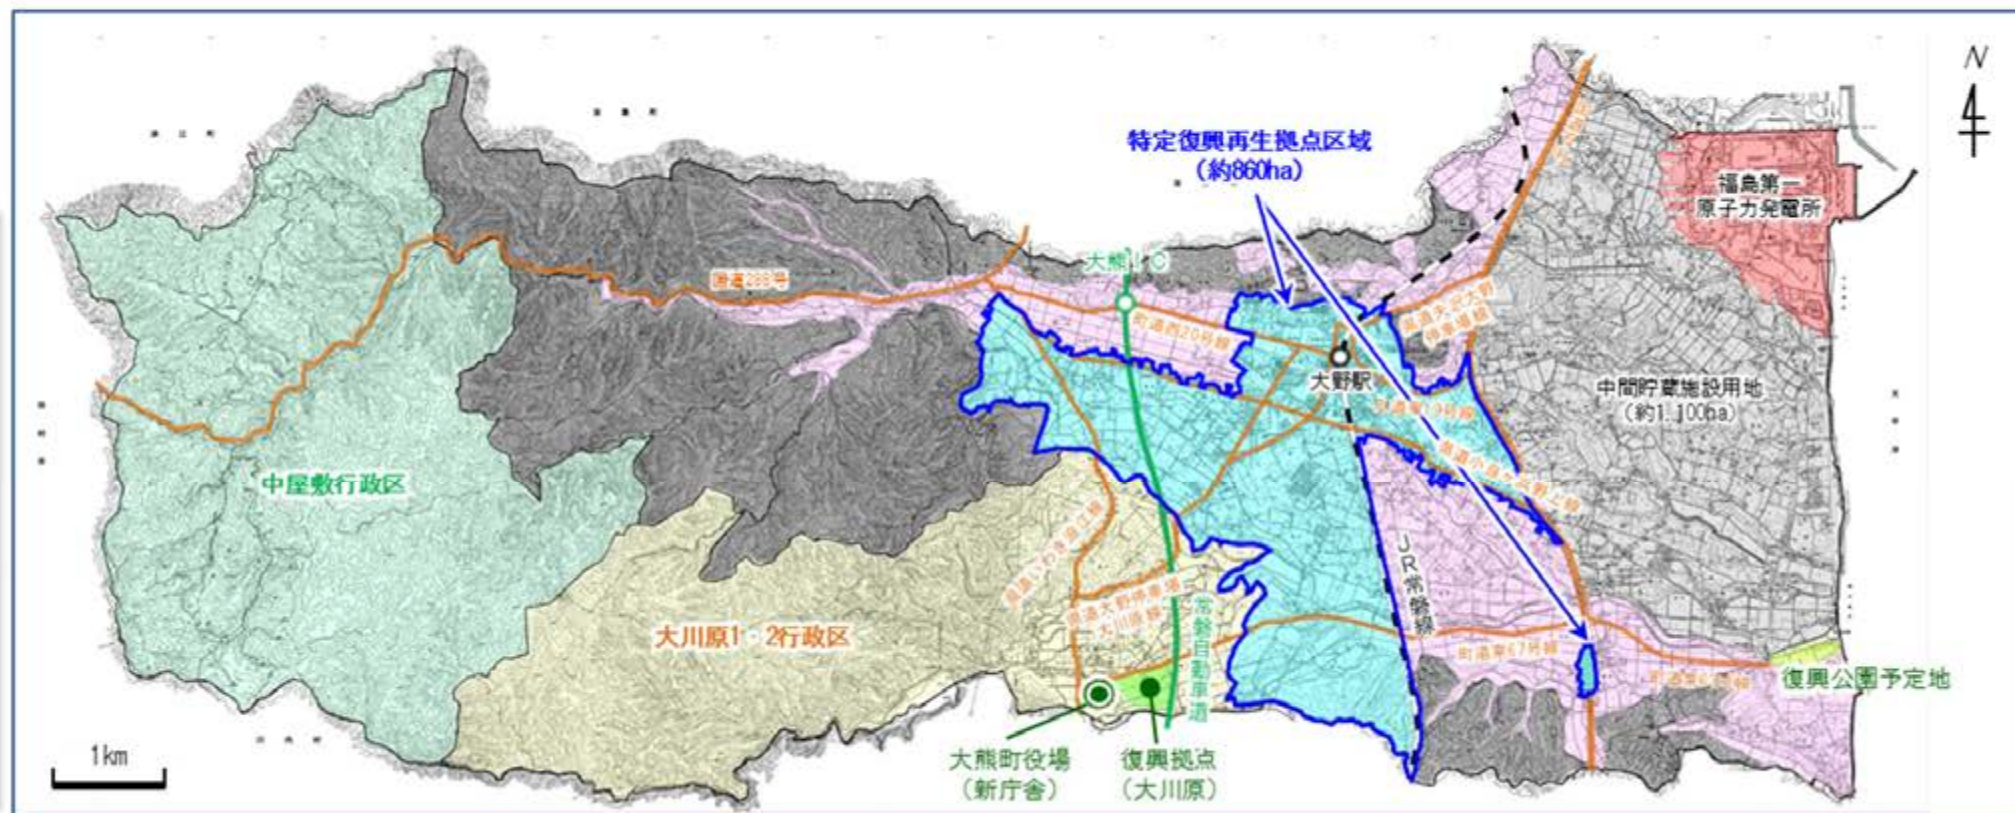 N
特定復興再生拠点区域
（約860ha）
福島第一
原子力発電所
大熊IC
国道288号
町道西20号線
大野駅
中間貯蔵施設用地
（約1,100ha）
中屋敷行政区
JR常磐線
大川原1・2行政区
常磐自動車道
町道東67号線
復興公園予定地
1km
大熊町役場
（新庁舎）
復興拠点
（大川原）